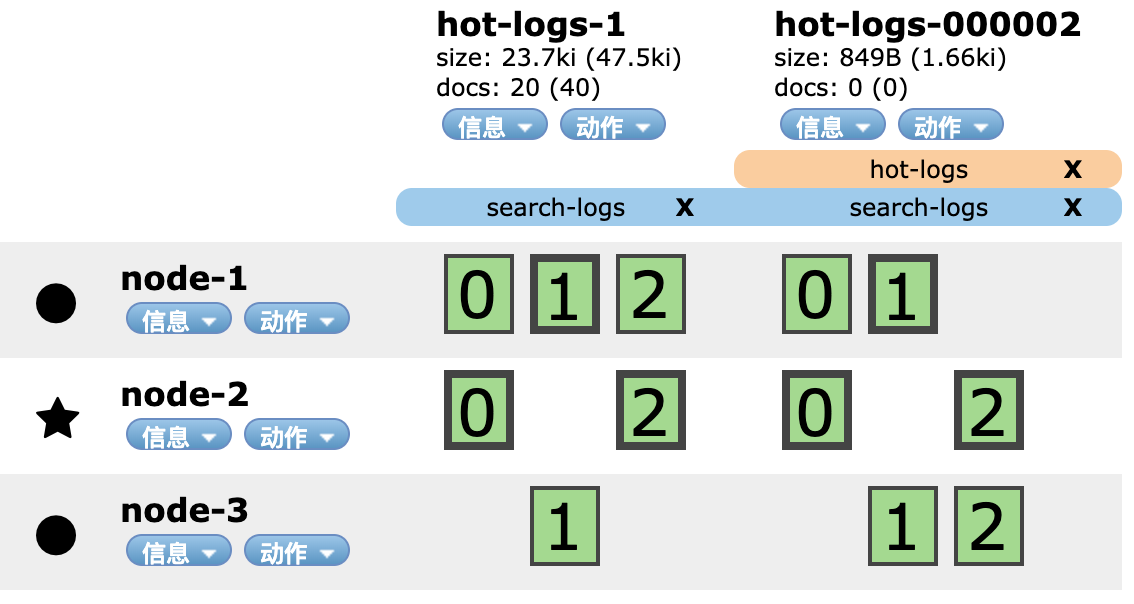 hot-logs-1 hot-logs-000002
size: 23.7ki (47.5ki) size: 849B (1.66ki)
docs: 20 (40) docs: 0 (0)
信息 动作 信息 动作
hot-logs X
search-logs X search-logs X
node-1 0 1 2 0 1
信息 动作
node-2 0 2 0 2
信息 动作
node-3 1 1 2
信息 动作